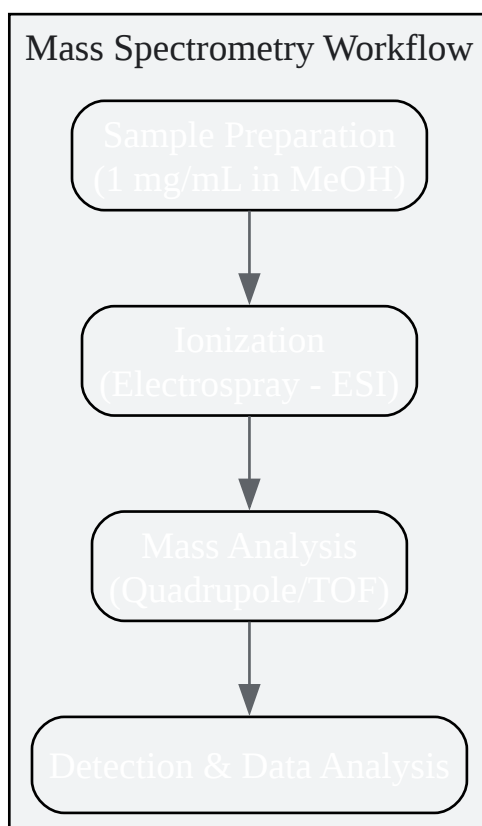 Mass Spectrometry Workflow
Sample Preparation
(1 mg/mL in MeOH)
Ionization
(Electrospray - ESI)
Mass Analysis
(Quadrupole/TOF)
Detection & Data Analysis